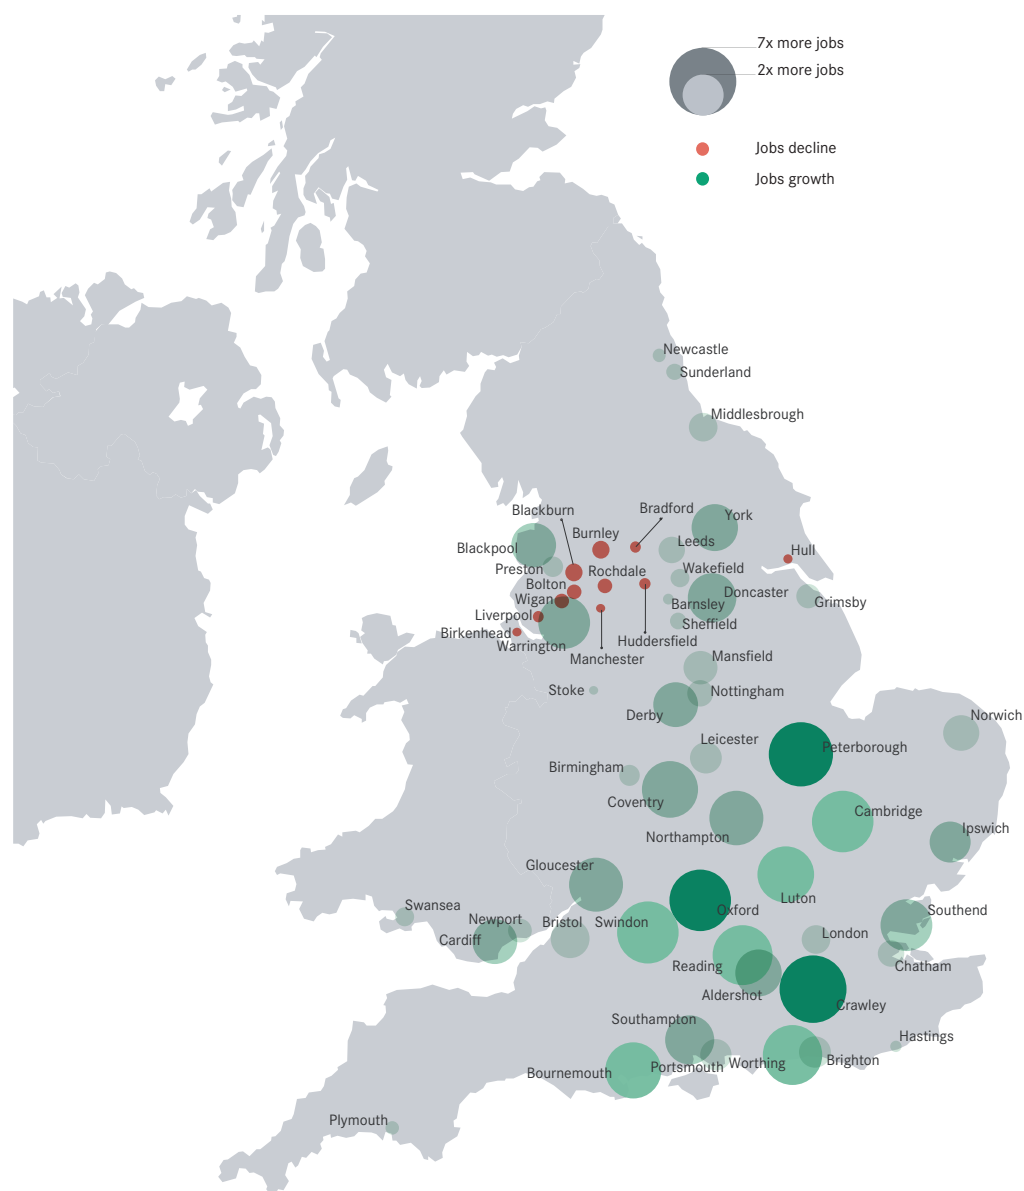 7x more jobs
2x more jobs
Jobs decline
Jobs growth
Newcastle
Sunderland
Middlesbrough
Blackburn
Bradford
York
Burnley
Leeds
Blackpool
Hull
Preston
Rochdale
Wakefield
Bolton
Doncaster
Wigan
Barnsley
Grimsby
Liverpool
Sheffield
Birkenhead
Huddersfield
Warrington
Manchester
Mansfield
Stoke
Nottingham
Derby
Norwich
Leicester
Peterborough
Birmingham
Coventry
Cambridge
Northampton
Ipswich
Gloucester
Luton
Swansea
Oxford
Southend
Newport
Bristol
Swindon
London
Cardiff
Reading
Chatham
Aldershot
Crawley
Southampton
Hastings
Bournemouth
Portsmouth
Worthing
Brighton
Plymouth